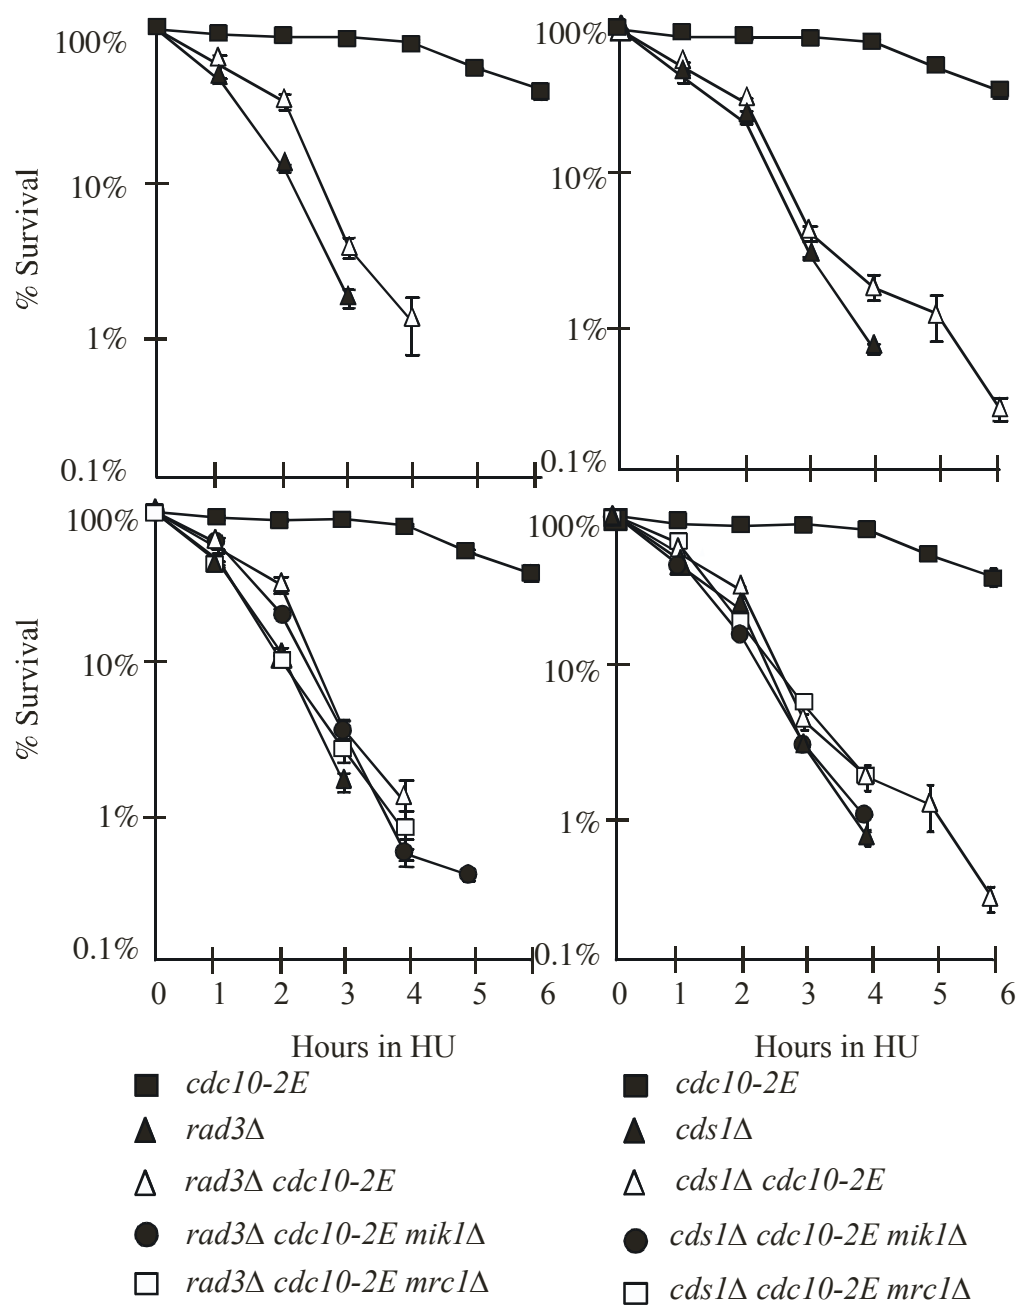 100%
10%
1%
0.1%
% Survival
100%
10%
1%
0.1%
100%
10%
1%
0.1%
% Survival
0 1 2 3 4 5 6
Hours in HU
100%
10%
1%
0.1%
0 1 2 3 4 5 6
Hours in HU
cdc10-2E
rad3Δ
rad3Δ cdc10-2E
rad3Δ cdc10-2E mik1Δ
rad3Δ cdc10-2E mrc1Δ
cdc10-2E
cds1Δ
cds1Δ cdc10-2E
cds1Δ cdc10-2E mik1Δ
cds1Δ cdc10-2E mrc1Δ